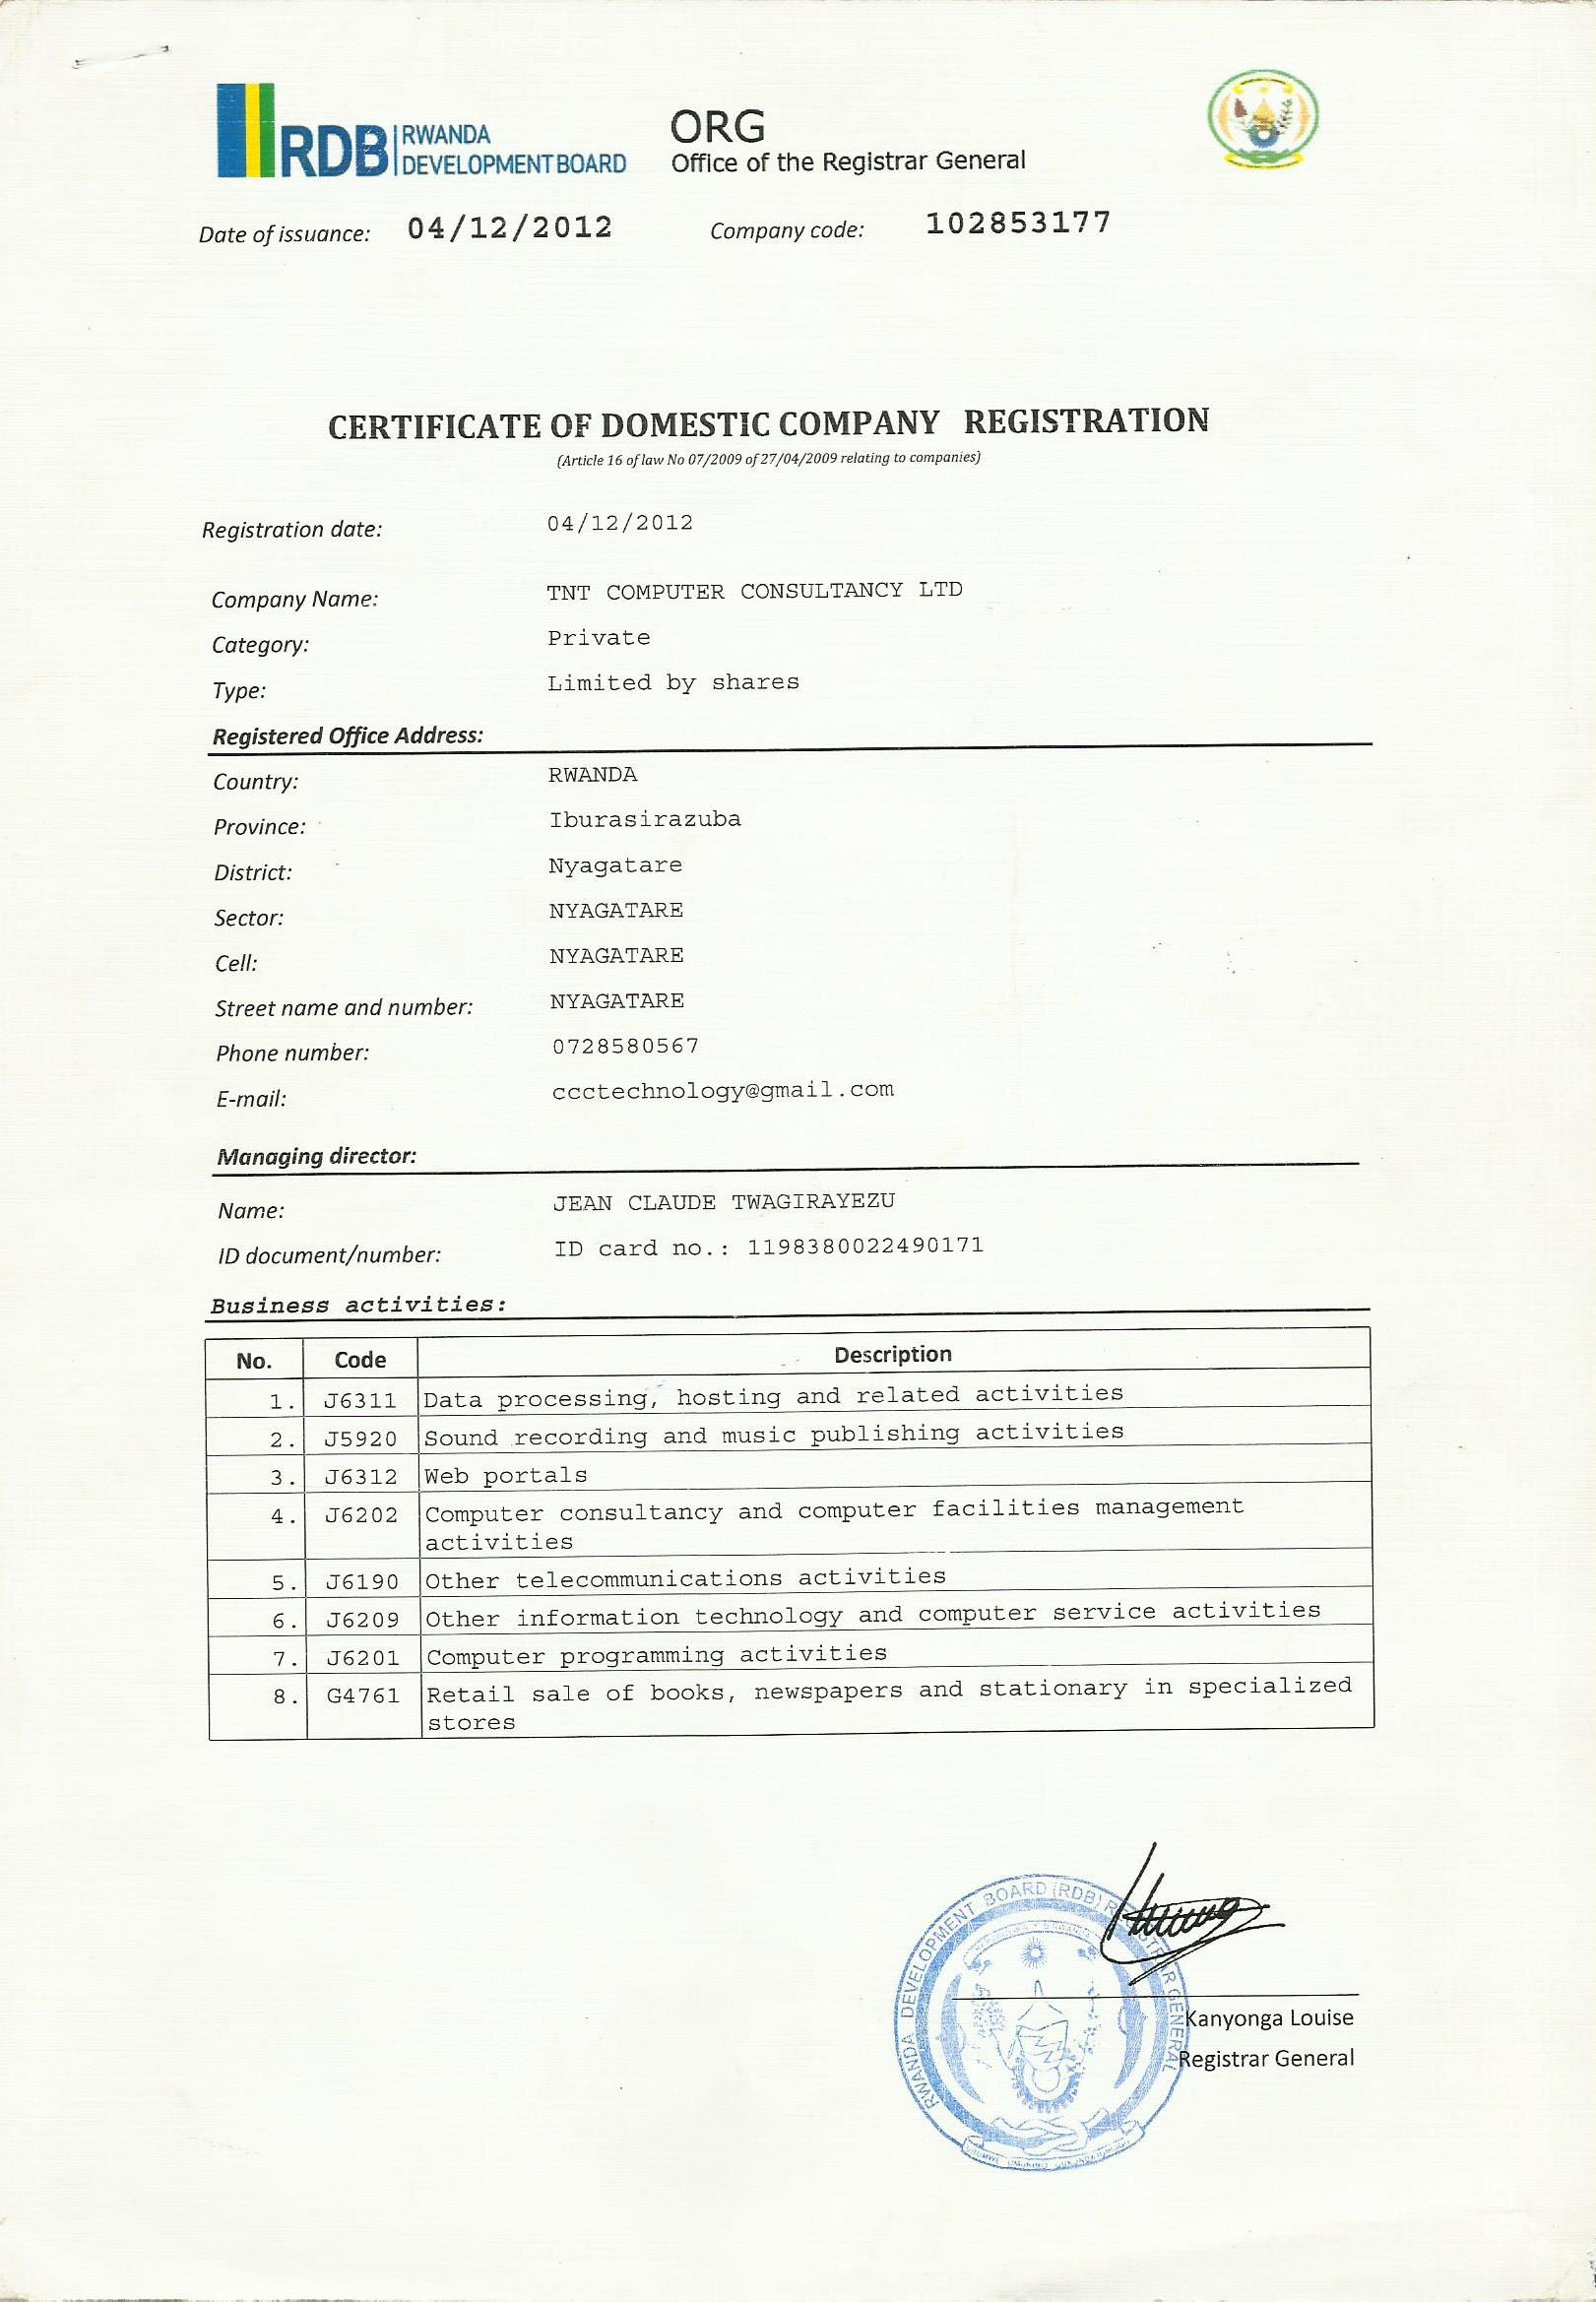 RDB RWANDA DEVELOPMENT BOARD
ORG
Office of the Registrar General
Date of issuance: 04/12/2012 Company code: 102853177
CERTIFICATE OF DOMESTIC COMPANY REGISTRATION
(Article 16 of law No 07/2009 of 27/04/2009 relating to companies)
Registration date: 04/12/2012
Company Name: TNT COMPUTER CONSULTANCY LTD
Category: Private
Type: Limited by shares
Registered Office Address:
Country: RWANDA
Province: Iburasirazuba
District: Nyagatare
Sector: NYAGATARE
Cell: NYAGATARE
Street name and number: NYAGATARE
Phone number: 0728580567
E-mail: ccctechnology@gmail.com
Managing director:
Name: JEAN CLAUDE TWAGIRAYEZU
ID document/number: ID card no.: 1198380022490171
Business activities:
No. Code Description
1. J6311 Data processing, hosting and related activities
2. J5920 Sound recording and music publishing activities
3. J6312 Web portals
4. J6202 Computer consultancy and computer facilities management
activities
5. J6190 Other telecommunications activities
6. J6209 Other information technology and computer service activities
7. J6201 Computer programming activities
8. G4761 Retail sale of books, newspapers and stationary in specialized
stores
RWANDA DEVELOPMENT BOARD (RDB) REGISTRAR GENERAL
Kanyonga Louise
Registrar General